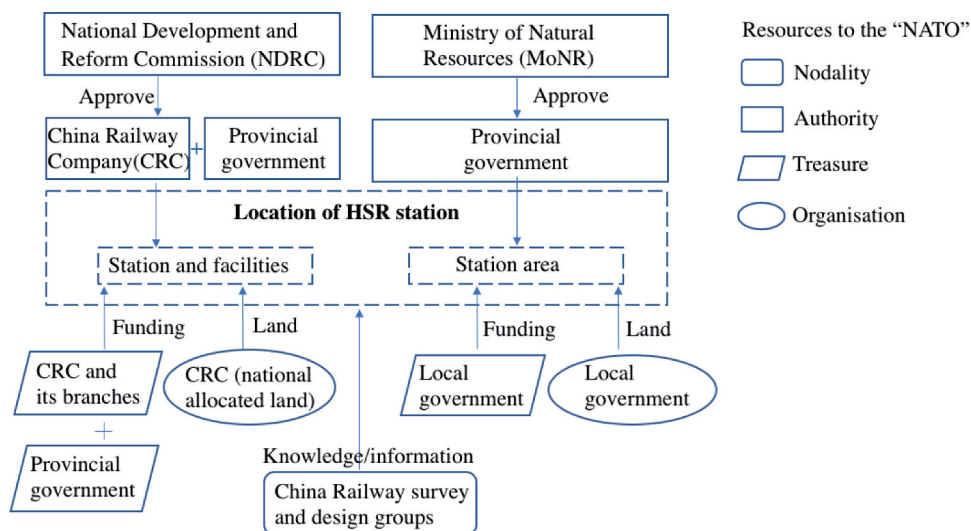 National Development and
Reform Commission (NDRC)
Ministry of Natural
Resources (MoNR)
Resources to the “NATO”
Nodality
Authority
Treasure
Organisation
Approve
Approve
China Railway
Company(CRC)
+
Provincial
government
Provincial
government
Location of HSR station
Station and facilities
Station area
Funding
Land
Funding
Land
CRC and
its branches
CRC (national
allocated land)
Local
government
Local
government
+
Provincial
government
Knowledge/information
China Railway survey
and design groups